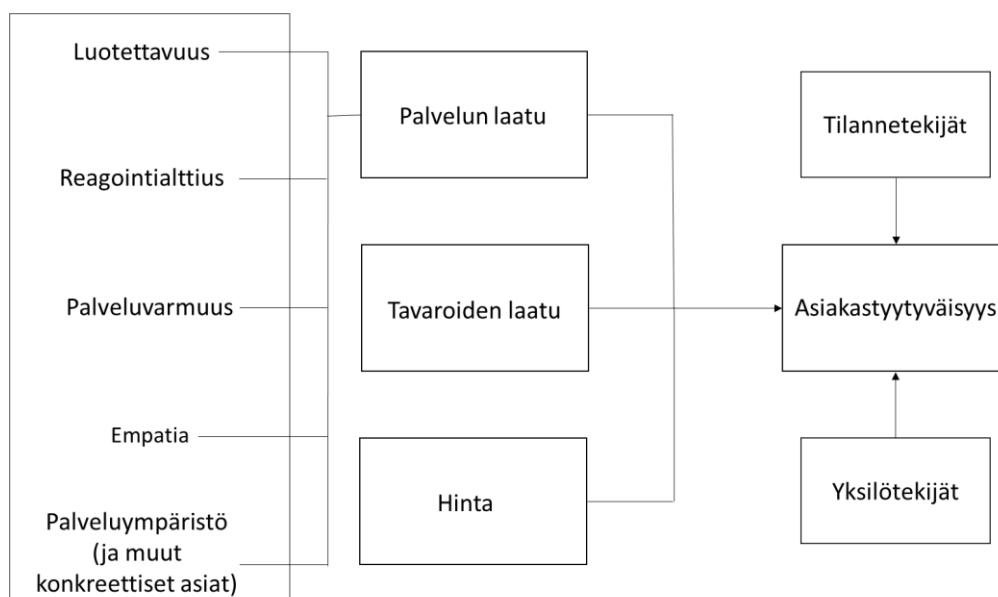 Luotettavuus
Reagointialttius
Palveluvarmuus
Empatia
Palveluympäristö
(ja muut
konkreettiset asiat)
Palvelun laatu
Tavaroiden laatu
Hinta
Tilannetekijät
Asiakastyytyväisyys
Yksilötekijät